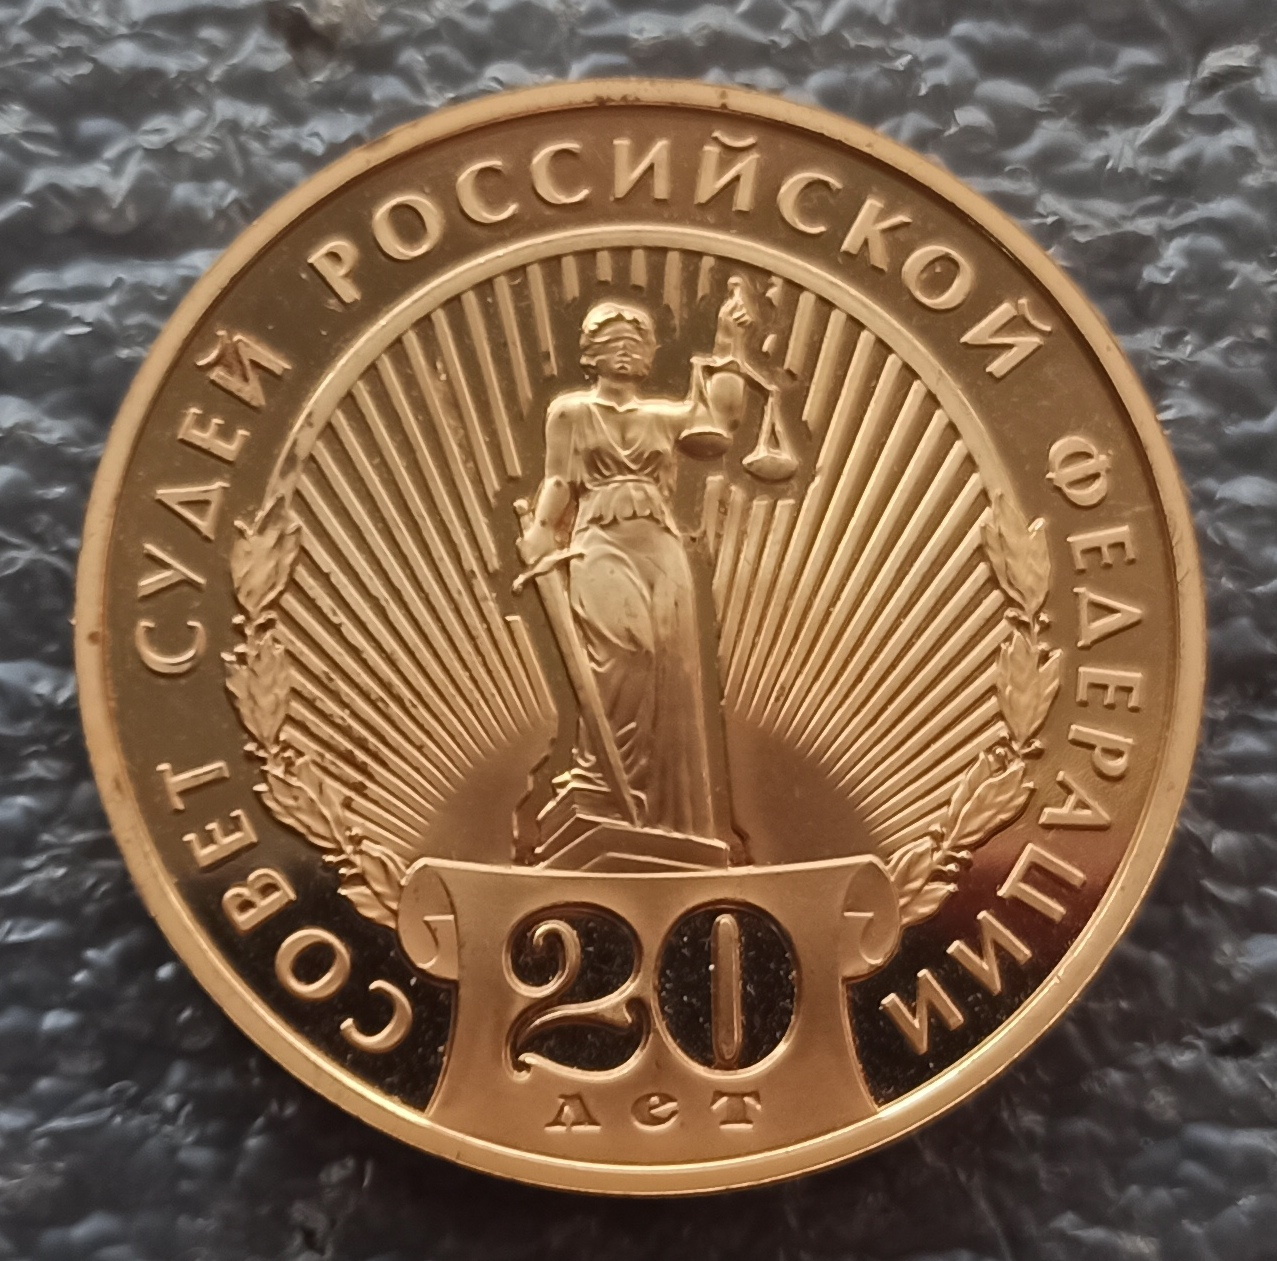 СОВЕТ СУДЕЙ РОССИЙСКОЙ ФЕДЕРАЦИИ
20
лет